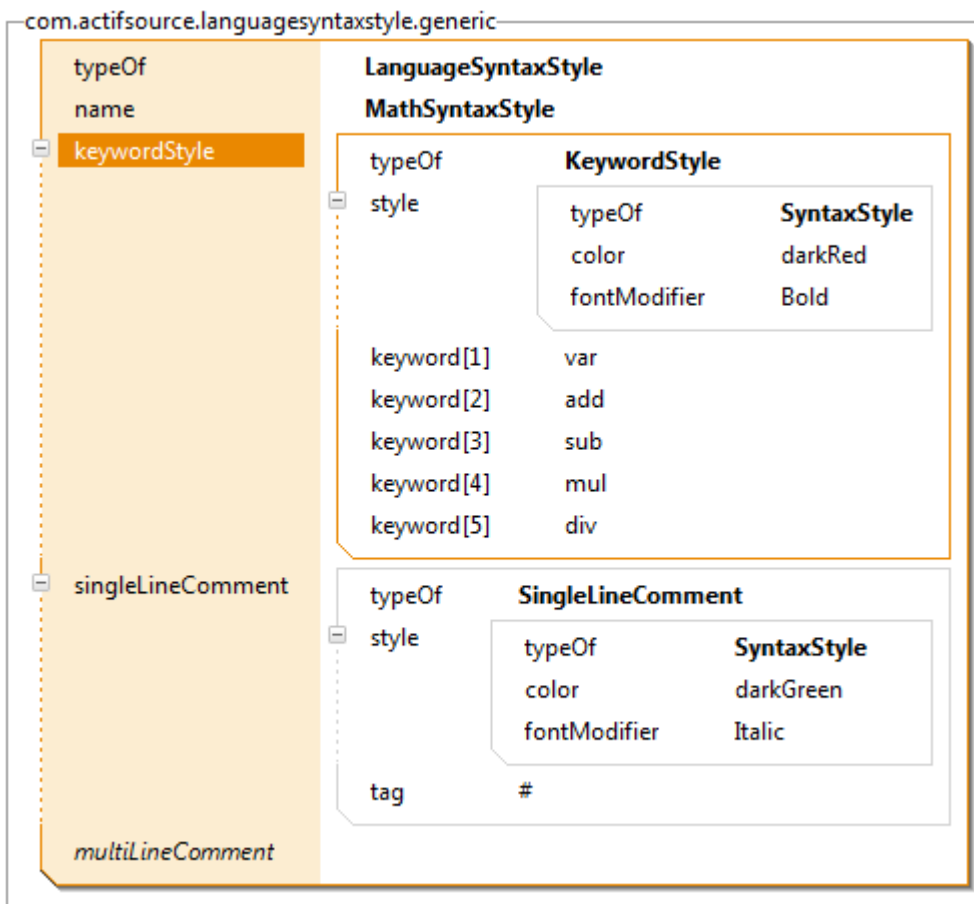 com.actifsource.languagesyntaxstyle.generic
typeOf LanguageSyntaxStyle
name MathSyntaxStyle
keywordStyle
typeOf KeywordStyle
style
typeOf SyntaxStyle
color darkRed
fontModifier Bold
keyword[1] var
keyword[2] add
keyword[3] sub
keyword[4] mul
keyword[5] div
singleLineComment
typeOf SingleLineComment
style
typeOf SyntaxStyle
color darkGreen
fontModifier Italic
tag #
multiLineComment